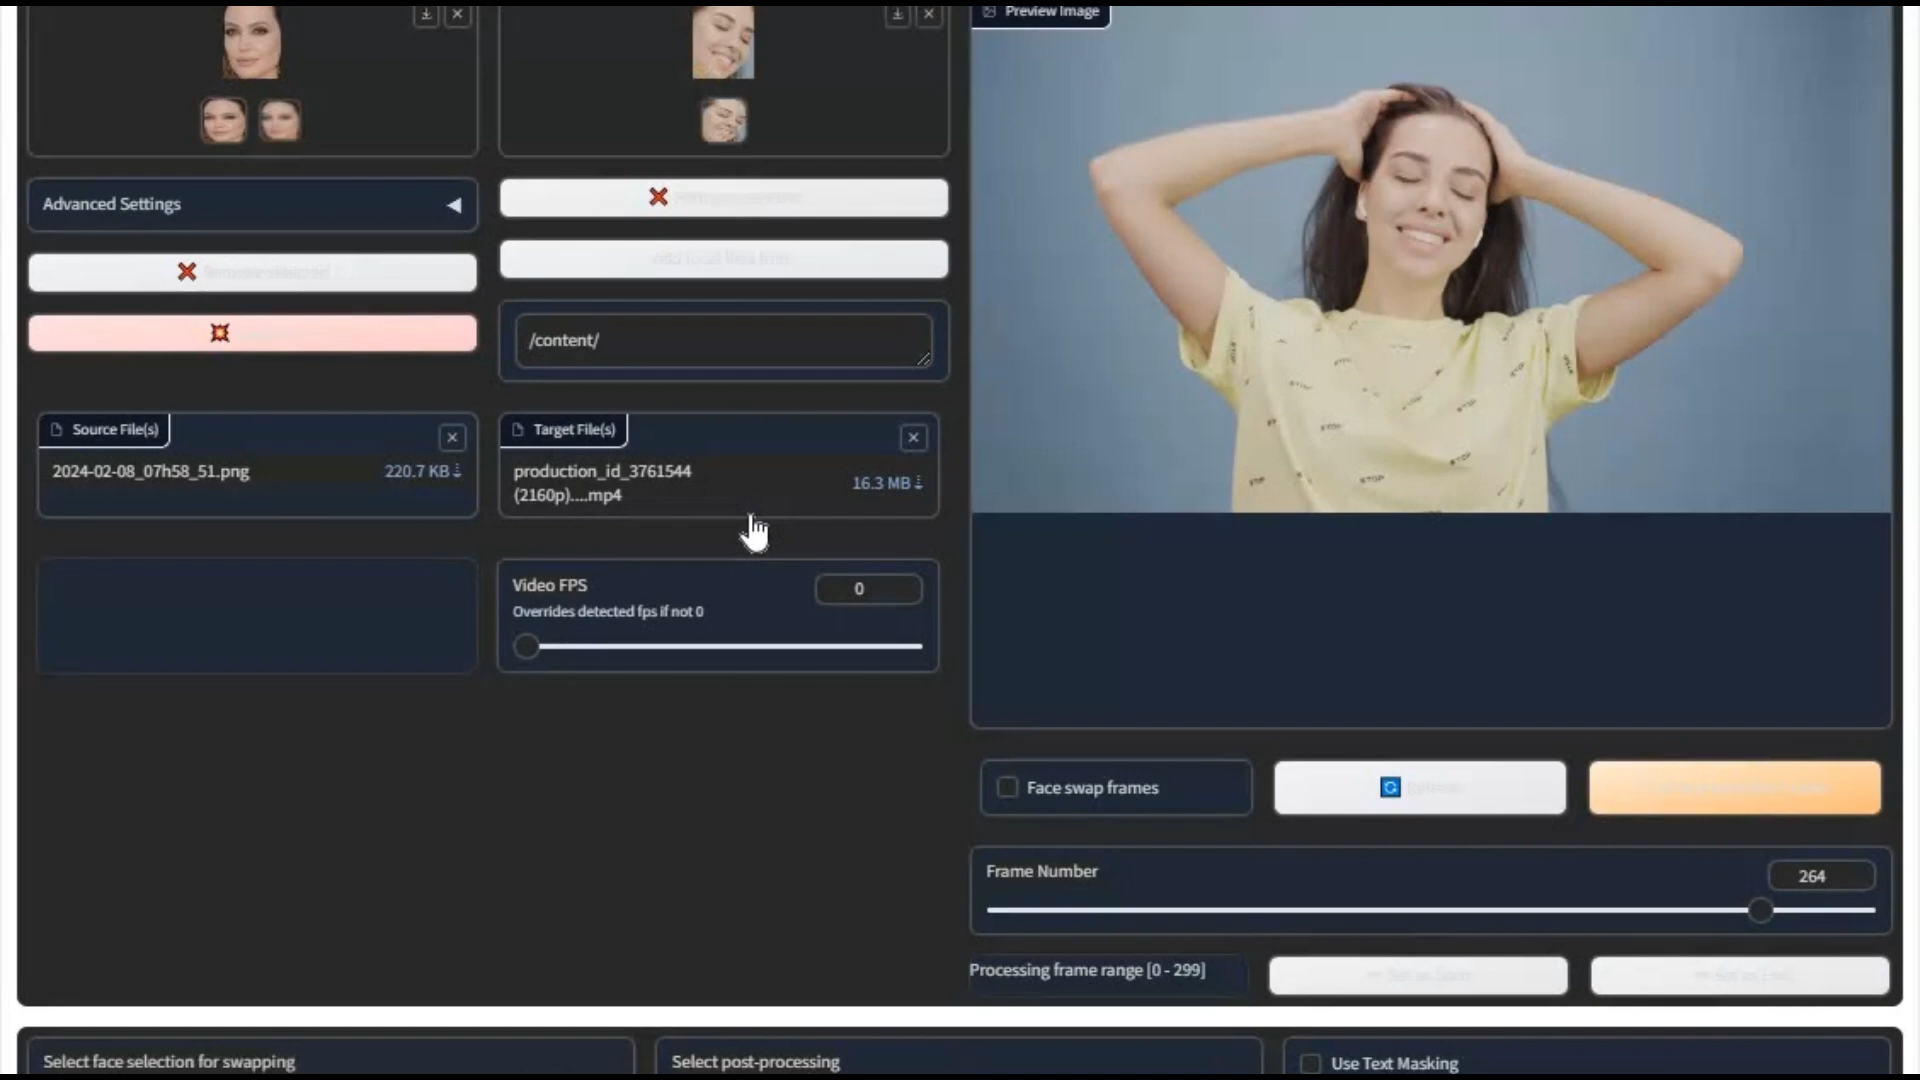 Preview Image
Advanced Settings
/content/
Source File(s)
2024-02-08_07h58_51.png
220.7 KB
Target File(s)
production_id_3761544
(2160p)....mp4
16.3 MB
Video FPS
0
Overrides detected fps if not 0
Face swap frames
Frame Number
264
Processing frame range [0 - 299]
Select face selection for swapping
Select post-processing
Use Text Masking